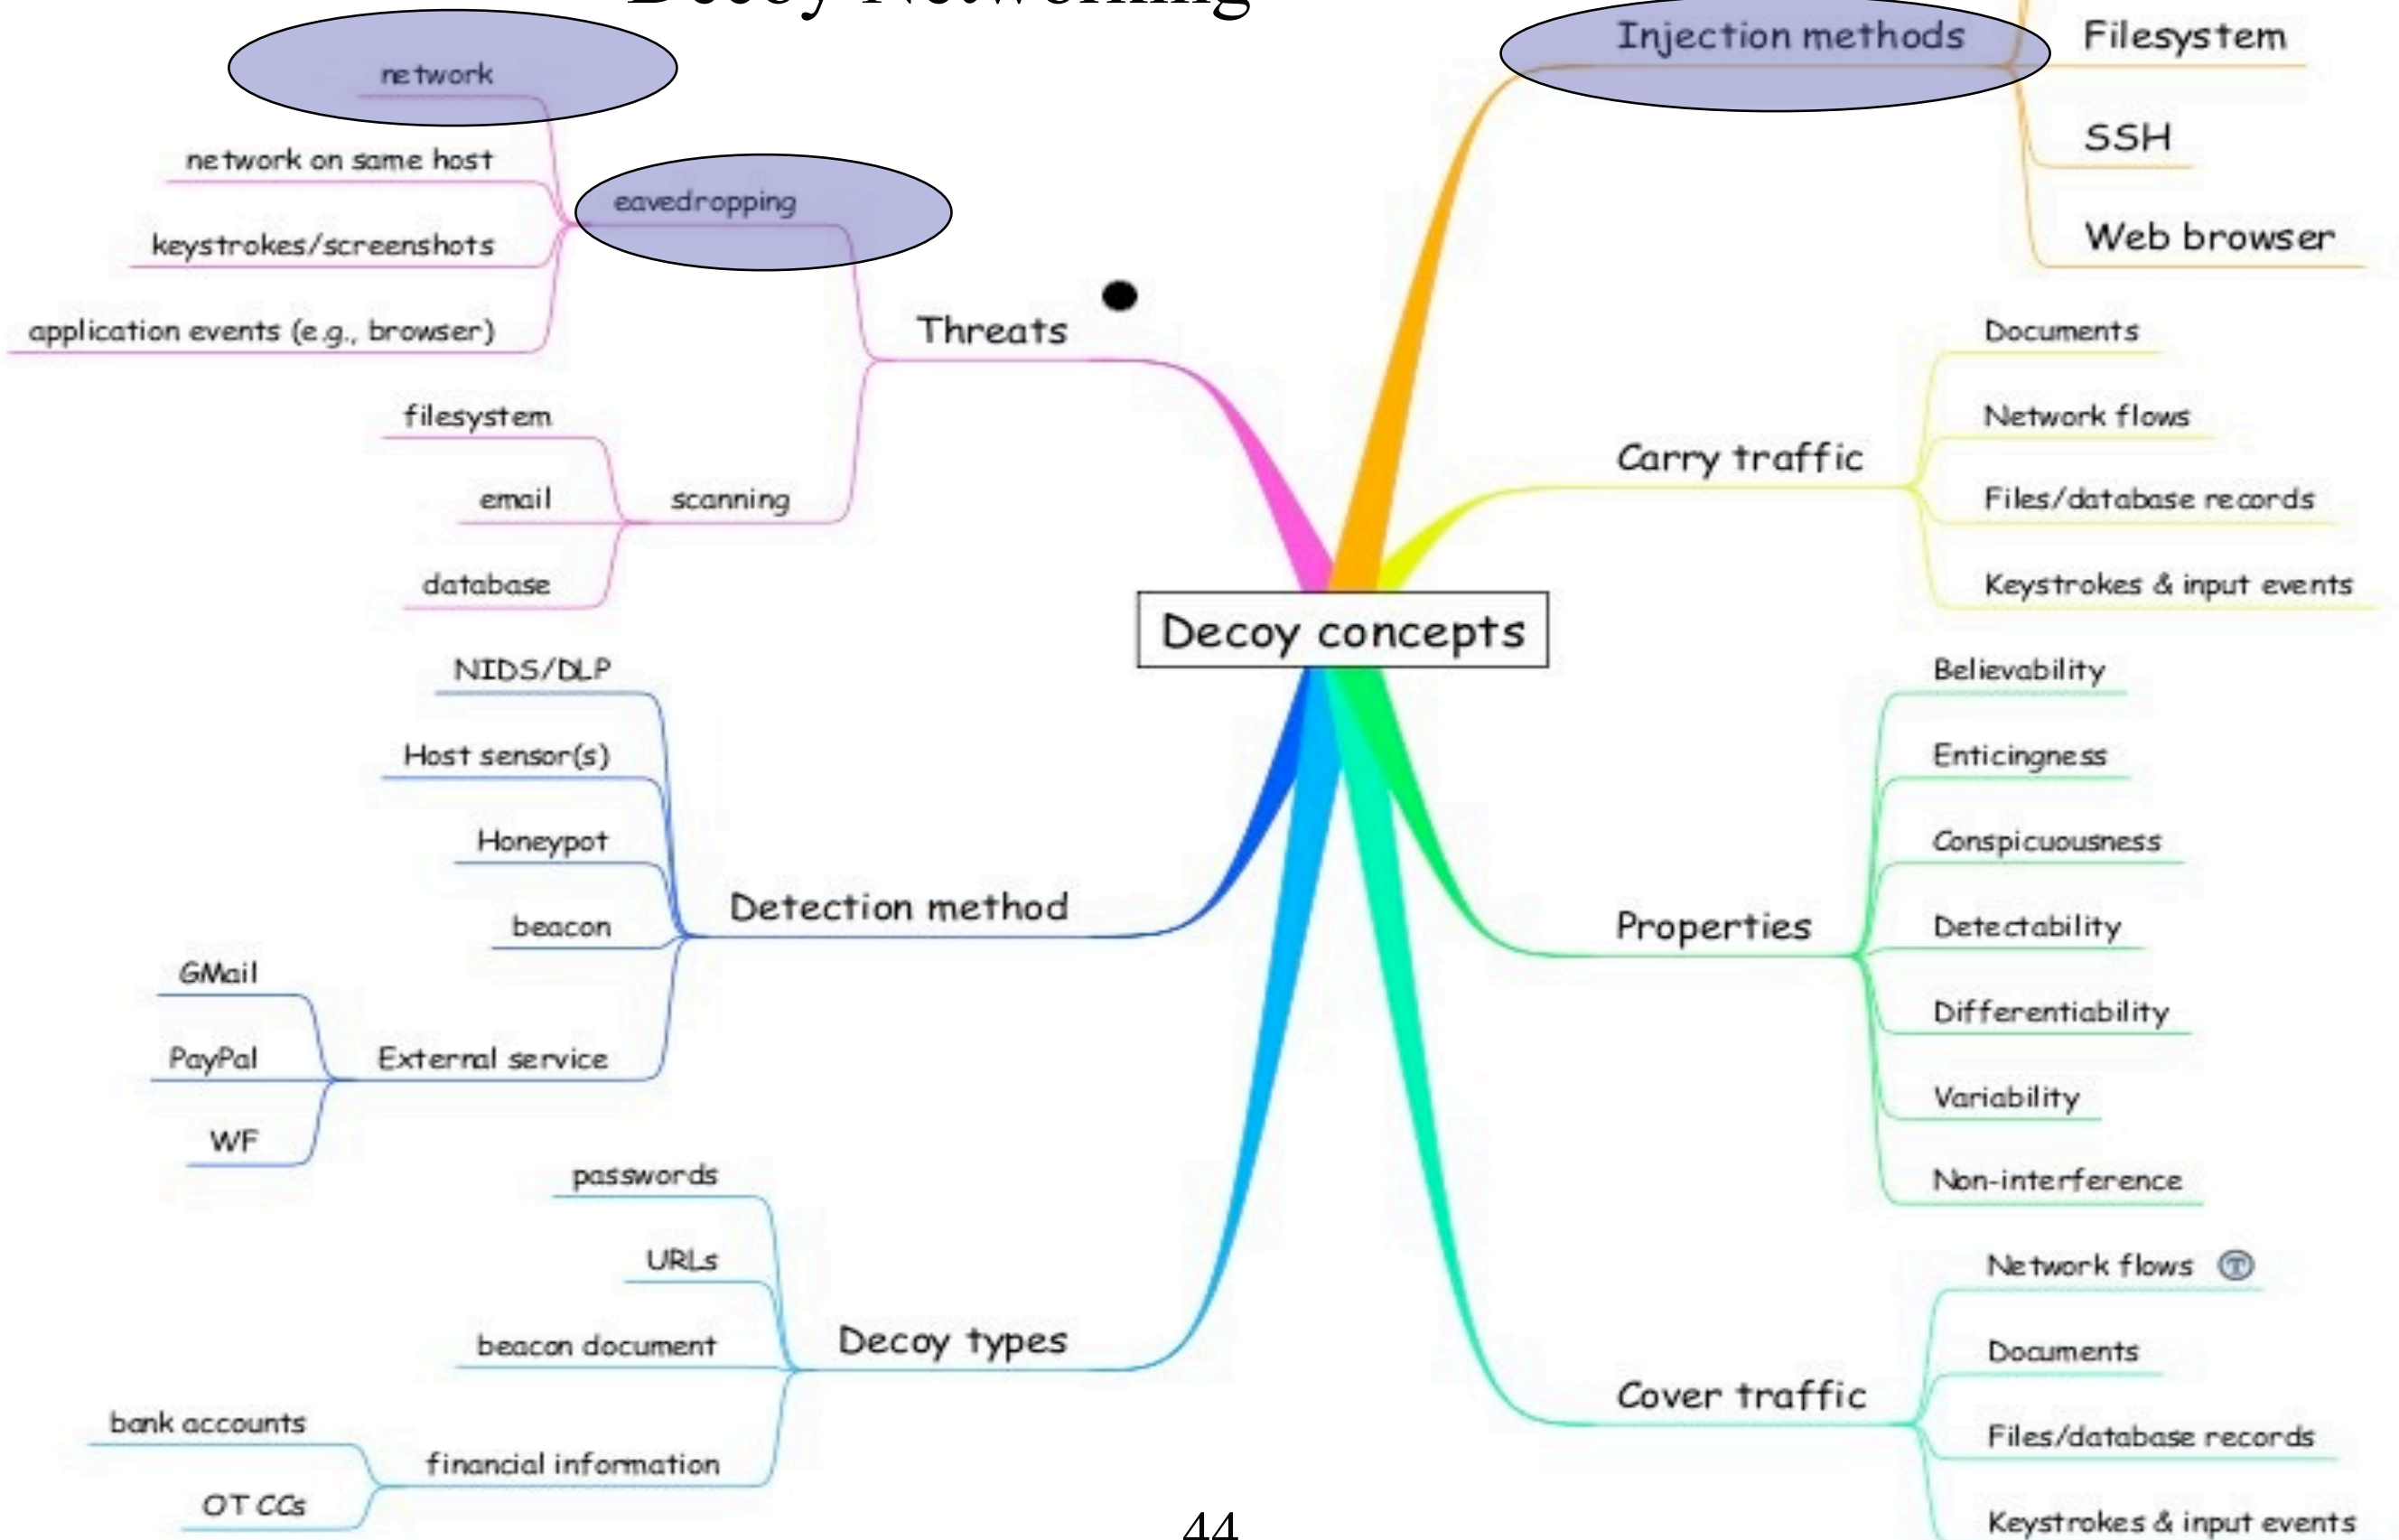 Decoy Networking
network
network on same host
keystrokes/screenshots
application events (e.g., browser)
eavedropping
Threats
filesystem
email
database
scanning
NIDS/DLP
Host sensor(s)
Honeypot
beacon
GMail
PayPal
WF
External service
Detection method
passwords
URLs
beacon document
bank accounts
OT CCs
financial information
Decoy types
Decoy concepts
Injection methods
Filesystem
SSH
Web browser
Carry traffic
Documents
Network flows
Files/database records
Keystrokes & input events
Properties
Believability
Enticingness
Conspicuousness
Detectability
Differentiability
Variability
Non-interference
Cover traffic
Network flows T
Documents
Files/database records
Keystrokes & input events
44